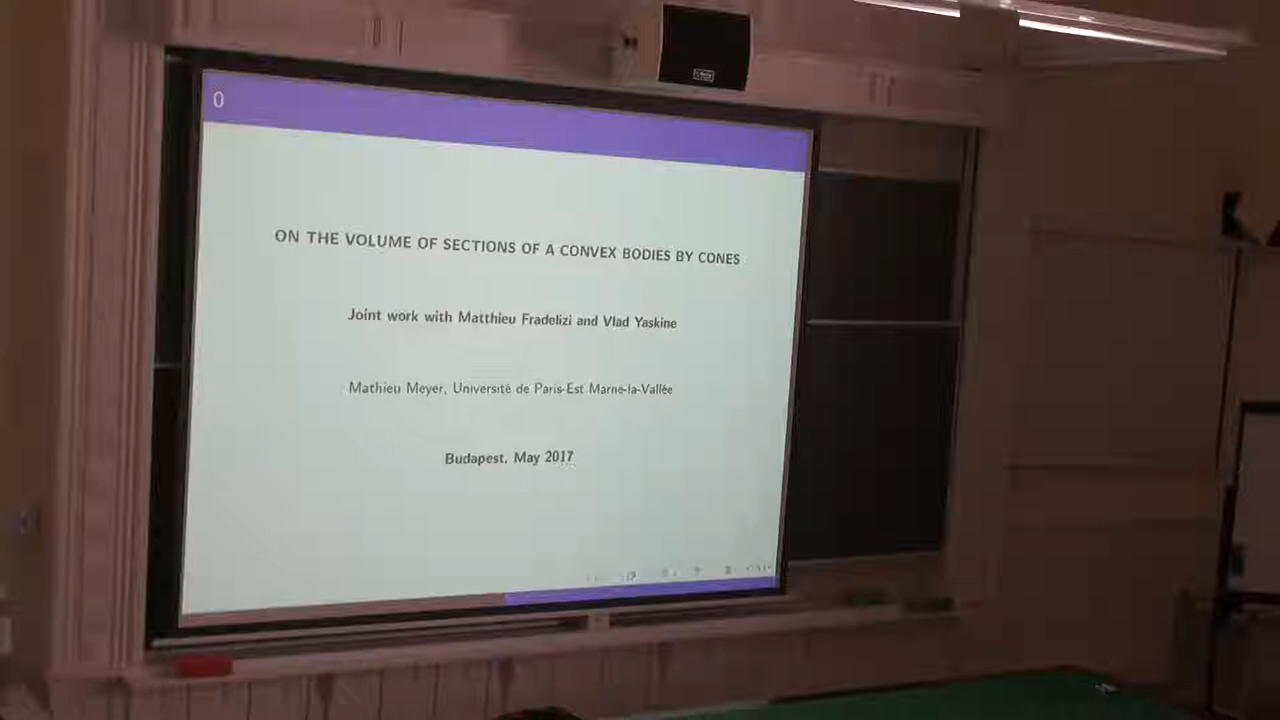 0
ON THE VOLUME OF SECTIONS OF A CONVEX BODIES BY CONES
Joint work with Matthieu Fradelizi and Vlad Yaskine
Mathieu Meyer, Université de Paris-Est Marne-la-Vallée
Budapest, May 2017